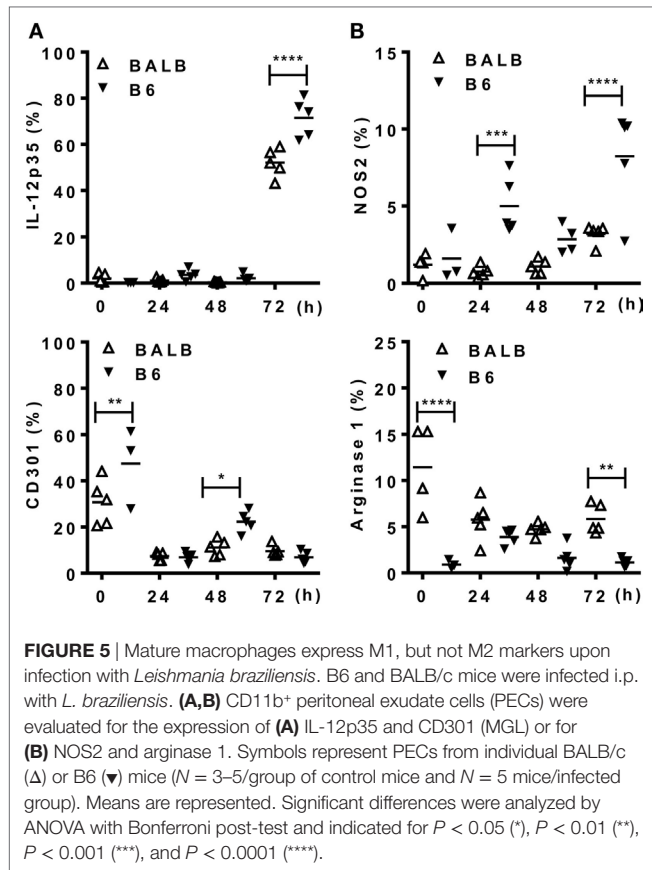 A
B
100
80
60
40
20
0
IL-12p35 (%)
△ BALB
▼ B6
****
0 24 48 72 (h)
15
10
5
0
NOS2 (%)
△ BALB
▼ B6
***
****
0 24 48 72 (h)
100
80
60
40
20
0
CD301 (%)
△ BALB
▼ B6
**
*
0 24 48 72 (h)
25
20
15
10
5
0
Arginase 1 (%)
△ BALB
▼ B6
****
**
0 24 48 72 (h)
FIGURE 5 | Mature macrophages express M1, but not M2 markers upon
infection with Leishmania braziliensis. B6 and BALB/c mice were infected i.p.
with L. braziliensis. (A,B) CD11b⁺ peritoneal exudate cells (PECs) were
evaluated for the expression of (A) IL-12p35 and CD301 (MGL) or for
(B) NOS2 and arginase 1. Symbols represent PECs from individual BALB/c
(Δ) or B6 (▼) mice (N = 3–5/group of control mice and N = 5 mice/infected
group). Means are represented. Significant differences were analyzed by
ANOVA with Bonferroni post-test and indicated for P < 0.05 (*), P < 0.01 (**),
P < 0.001 (***), and P < 0.0001 (****).